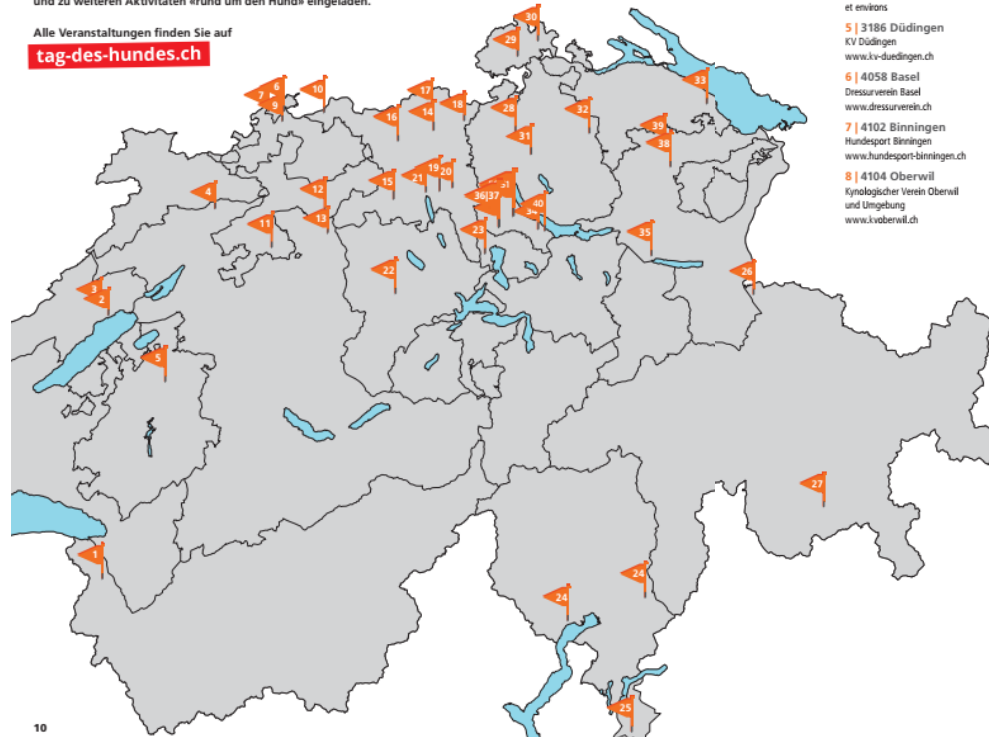 und zu weiteren Aktivitäten «rund um den Hund» eingeladen.
Alle Veranstaltungen finden Sie auf
tag-des-hundes.ch
et environs
5 | 3186 Düdingen
KV Düdingen
www.kv-duedingen.ch
6 | 4058 Basel
Dressurverein Basel
www.dressurverein.ch
7 | 4102 Binningen
Hundesport Binningen
www.hundesport-binningen.ch
8 | 4104 Oberwil
Kynologischer Verein Oberwil
und Umgebung
www.kvoberwil.ch
30
29
33
6
7
9
10
17
18
14
16
28
32
31
39
38
19
20
21
15
12
4
13
11
36|37
40
23
35
22
26
3
2
5
27
1
24
24
25
10